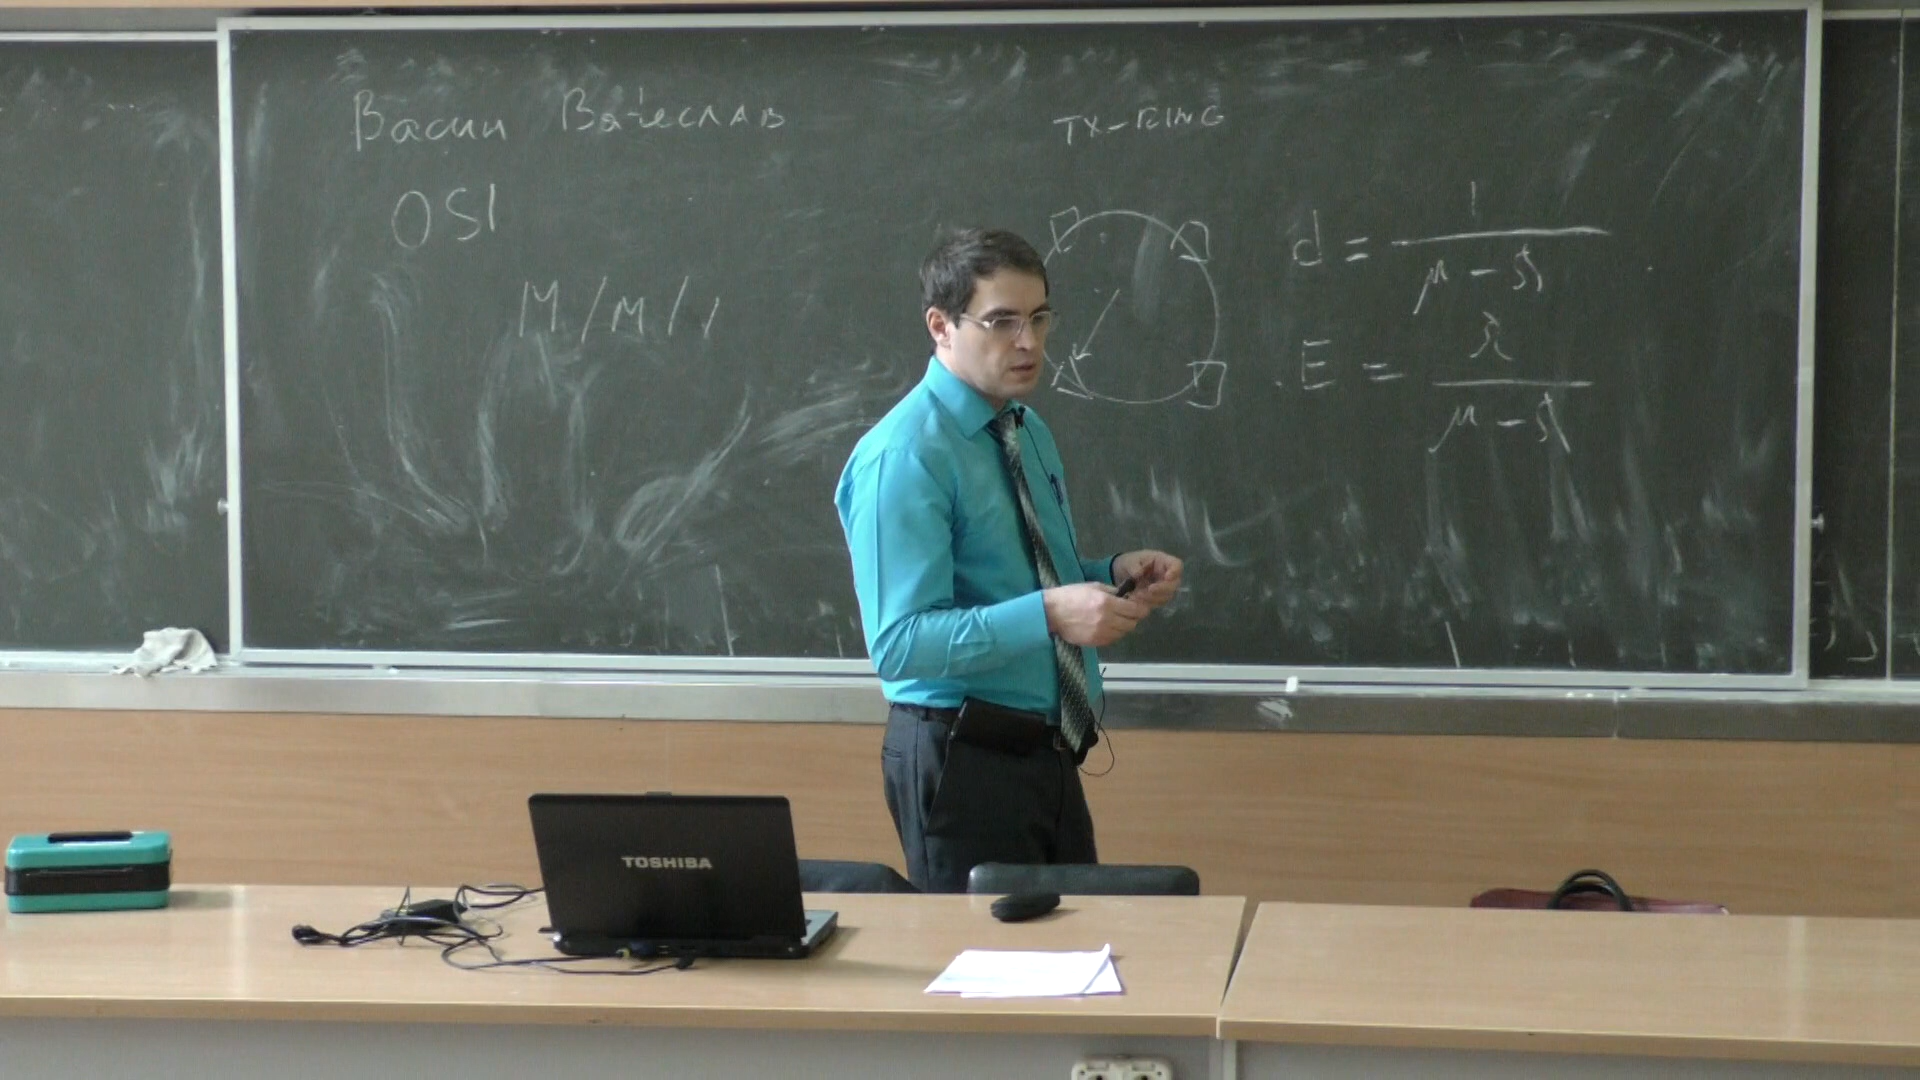 Васин Вячеслав
OSI
M/M/1
TX-RING
d = 1 / (μ - λ)
E = λ / (μ - λ)
TOSHIBA